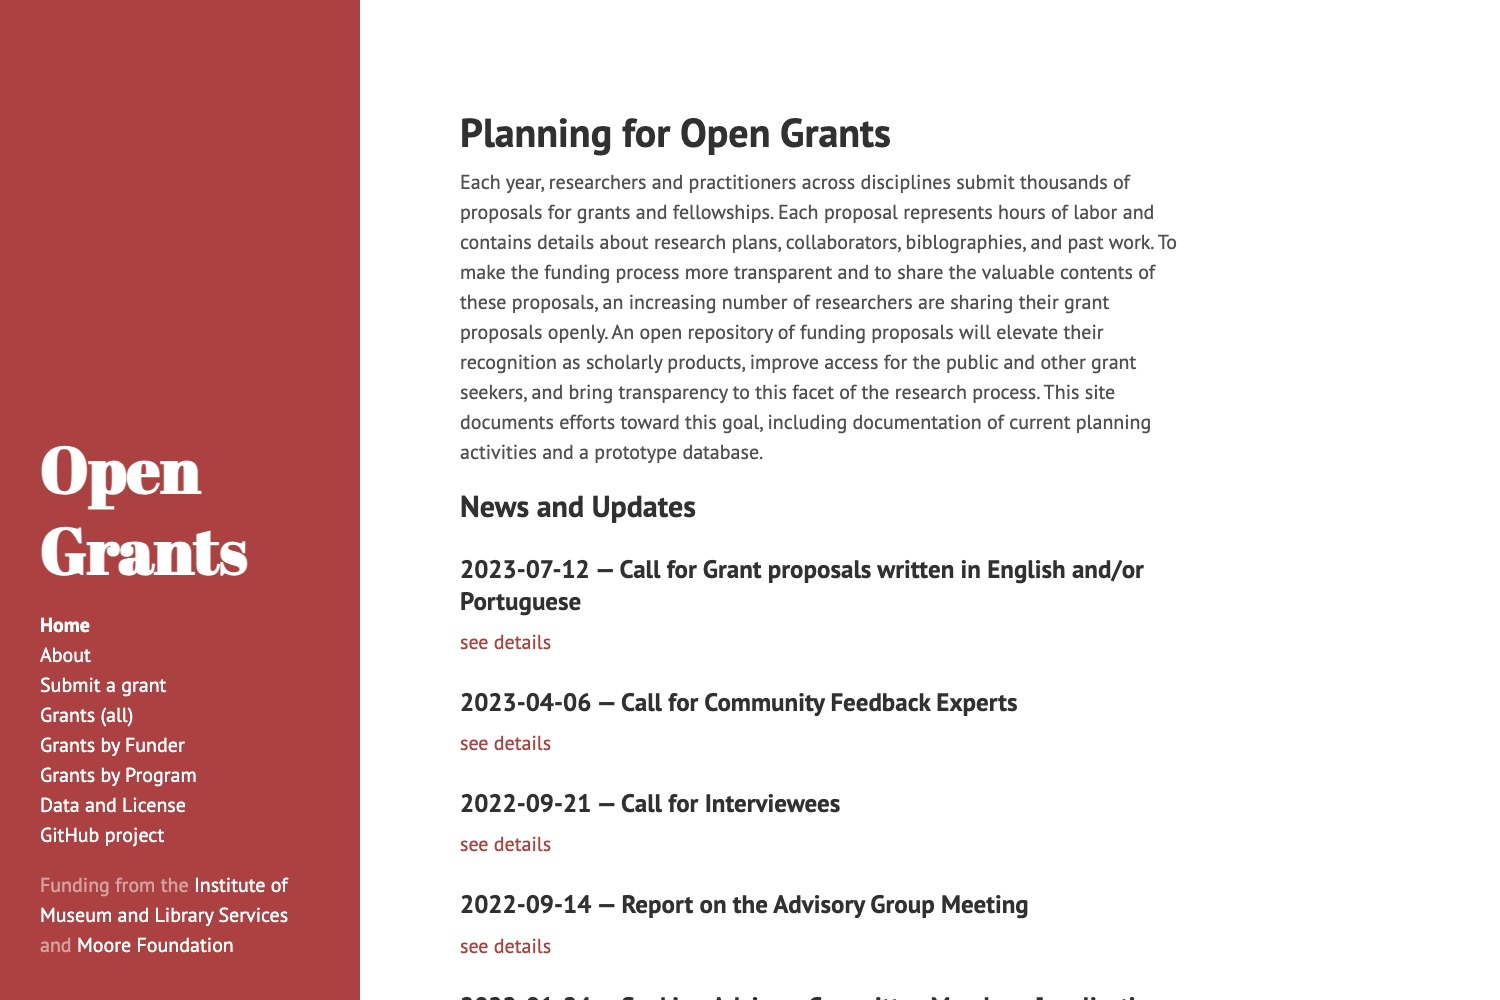 Open
Grants
Home
About
Submit a grant
Grants (all)
Grants by Funder
Grants by Program
Data and License
GitHub project
Funding from the Institute of
Museum and Library Services
and Moore Foundation
Planning for Open Grants
Each year, researchers and practitioners across disciplines submit thousands of
proposals for grants and fellowships. Each proposal represents hours of labor and
contains details about research plans, collaborators, biblographies, and past work. To
make the funding process more transparent and to share the valuable contents of
these proposals, an increasing number of researchers are sharing their grant
proposals openly. An open repository of funding proposals will elevate their
recognition as scholarly products, improve access for the public and other grant
seekers, and bring transparency to this facet of the research process. This site
documents efforts toward this goal, including documentation of current planning
activities and a prototype database.
News and Updates
2023-07-12 — Call for Grant proposals written in English and/or
Portuguese
see details
2023-04-06 — Call for Community Feedback Experts
see details
2022-09-21 — Call for Interviewees
see details
2022-09-14 — Report on the Advisory Group Meeting
see details